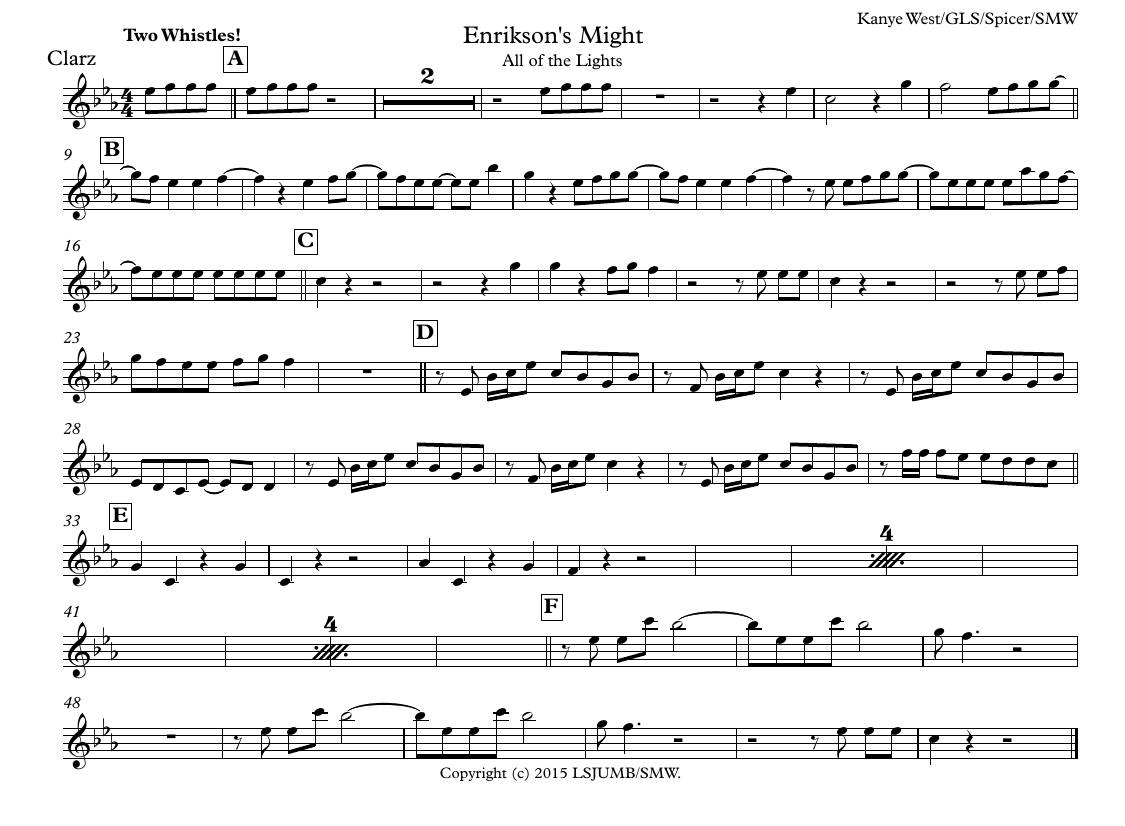 Kanye West/GLS/Spicer/SMW
Two Whistles!
Enrikson's Might
Clarz
A
All of the Lights
4
4
2
9
B
16
C
23
D
28
33
E
4
41
4
F
48
Copyright (c) 2015 LSJUMB/SMW.